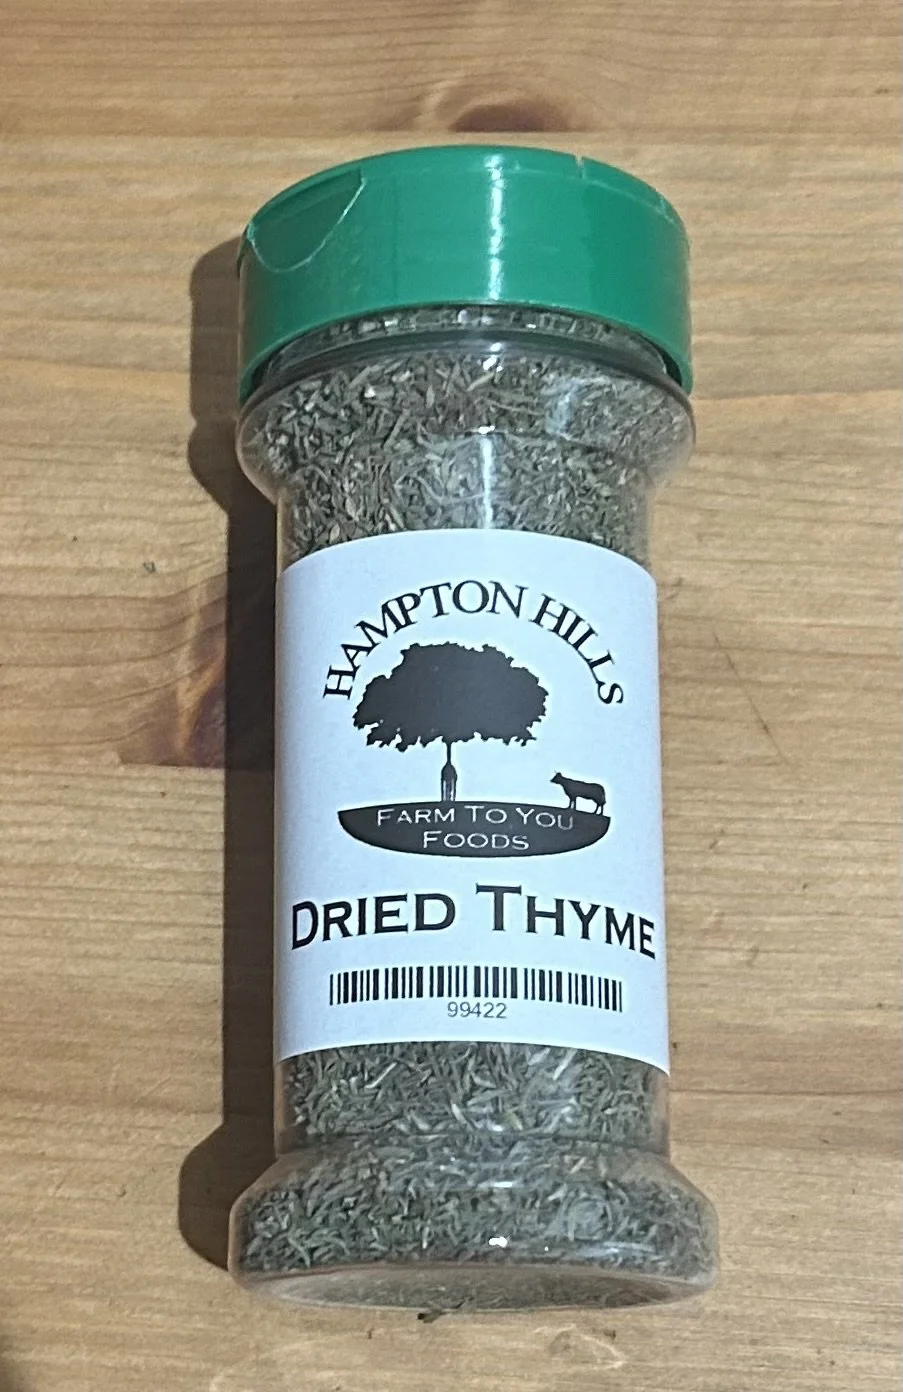 HAMPTON HILLS
FARM TO YOU
FOODS
DRIED THYME
99422